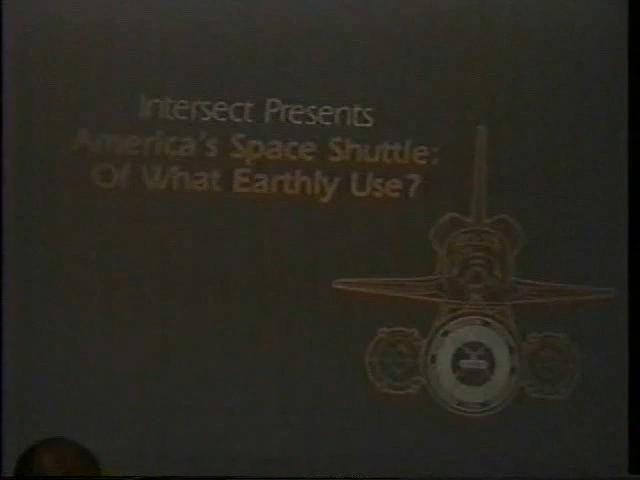 Intersect Presents
America's Space Shuttle:
Of What Earthly Use?